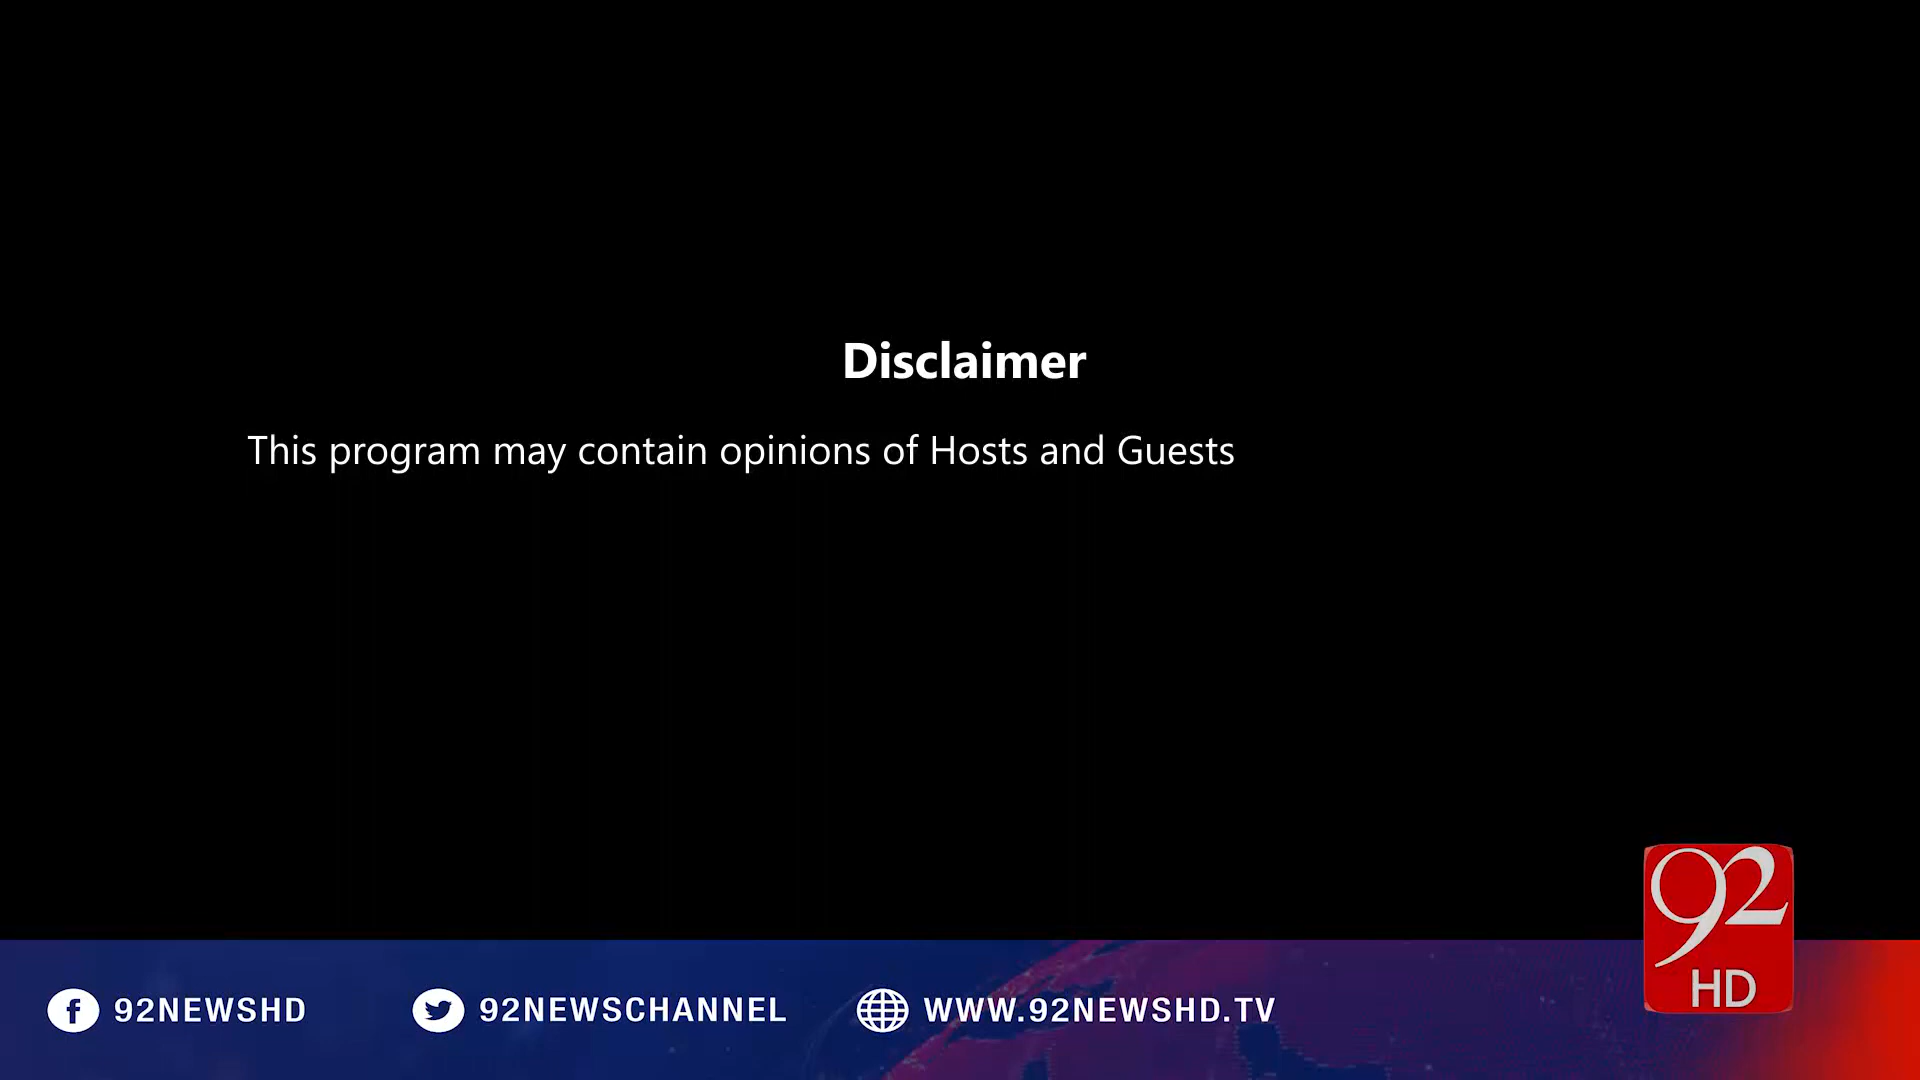 Disclaimer
This program may contain opinions of Hosts and Guests
92
HD
92NEWSHD
92NEWSCHANNEL
WWW.92NEWSHD.TV